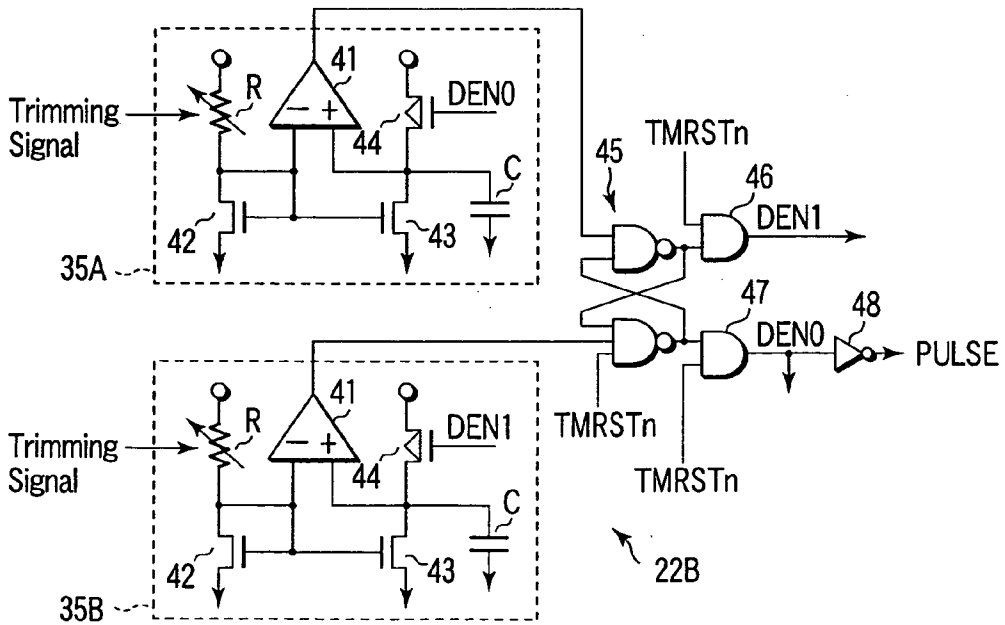 41
R
DEN0
Trimming
Signal
−
+
44
C
42
43
35A
45
TMRSTn
46
DEN1
47
DEN0
48
PULSE
TMRSTn
TMRSTn
41
R
DEN1
Trimming
Signal
−
+
44
C
42
43
35B
22B